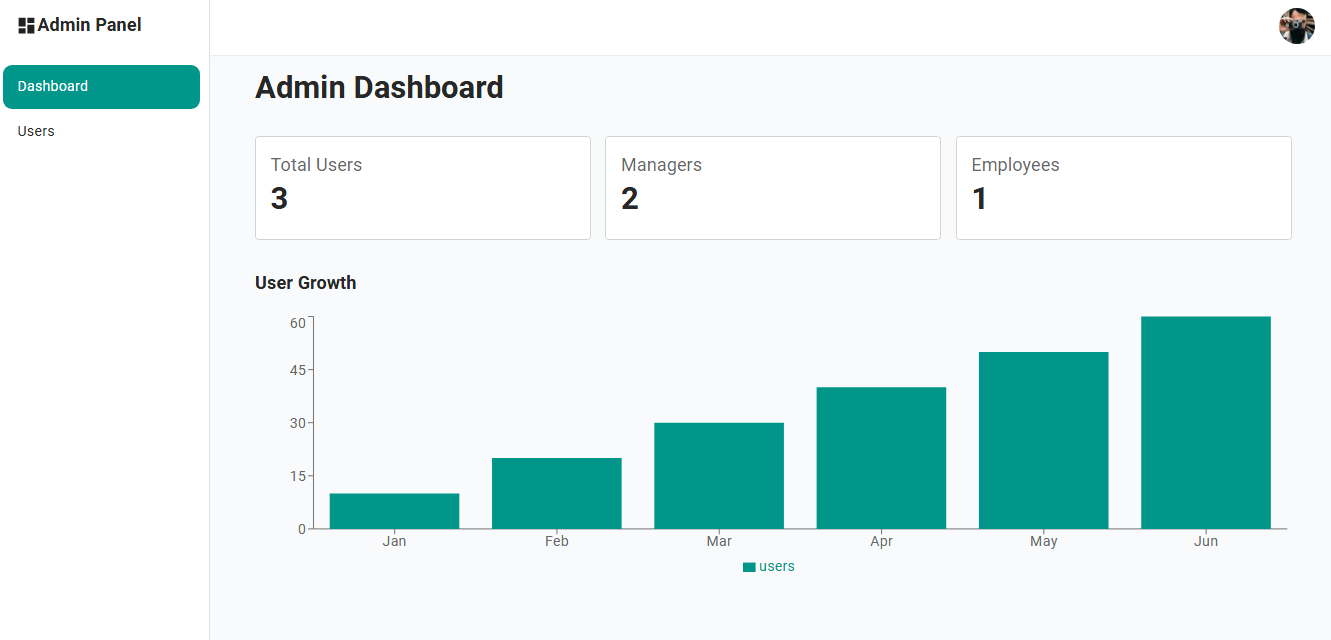 Admin Panel
Dashboard
Users
Admin Dashboard
Total Users
3
Managers
2
Employees
1
User Growth
60
45
30
15
0
Jan Feb Mar Apr May Jun
users